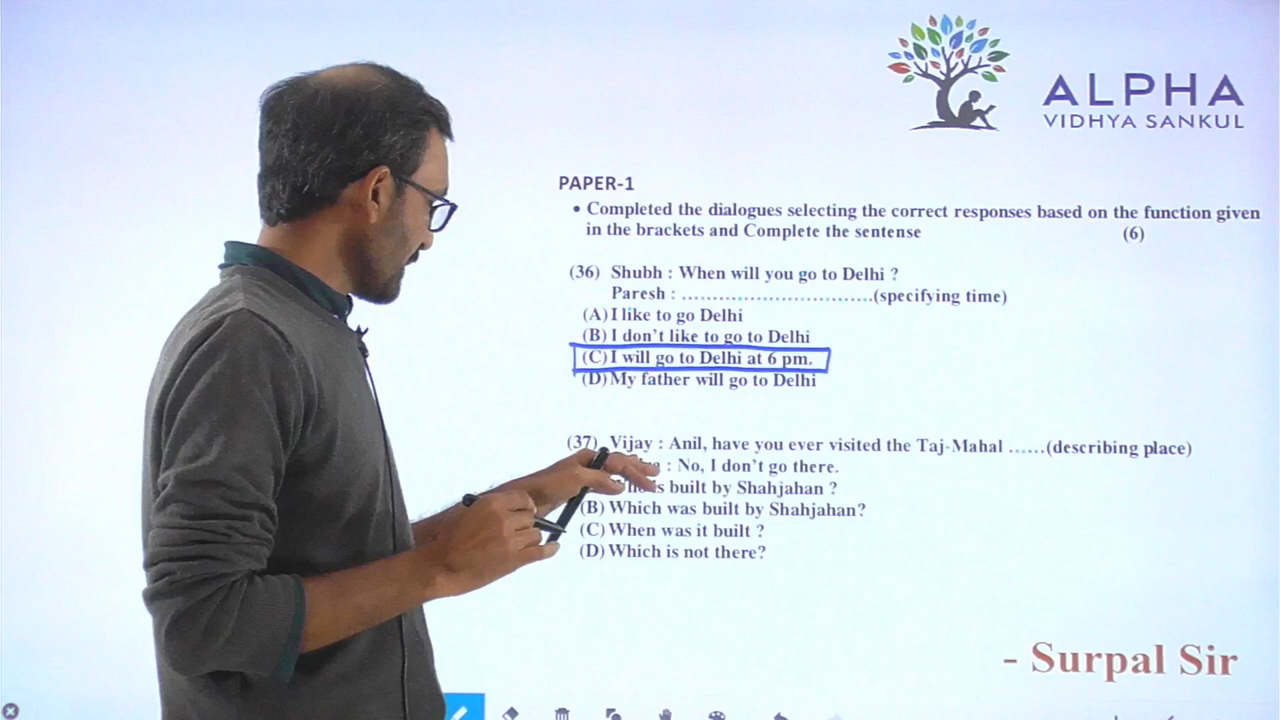 ALPHA
VIDHYA SANKUL
PAPER-1
• Completed the dialogues selecting the correct responses based on the function given
in the brackets and Complete the sentence (6)
(36) Shubh : When will you go to Delhi ?
Paresh : ................................(specifying time)
(A) I like to go Delhi
(B) I don't like to go to Delhi
(C) I will go to Delhi at 6 pm.
(D) My father will go to Delhi
(37) Vijay : Anil, have you ever visited the Taj-Mahal ......(describing place)
: No, I don't go there.
is built by Shahjahan ?
(B) Which was built by Shahjahan?
(C) When was it built ?
(D) Which is not there?
- Surpal Sir